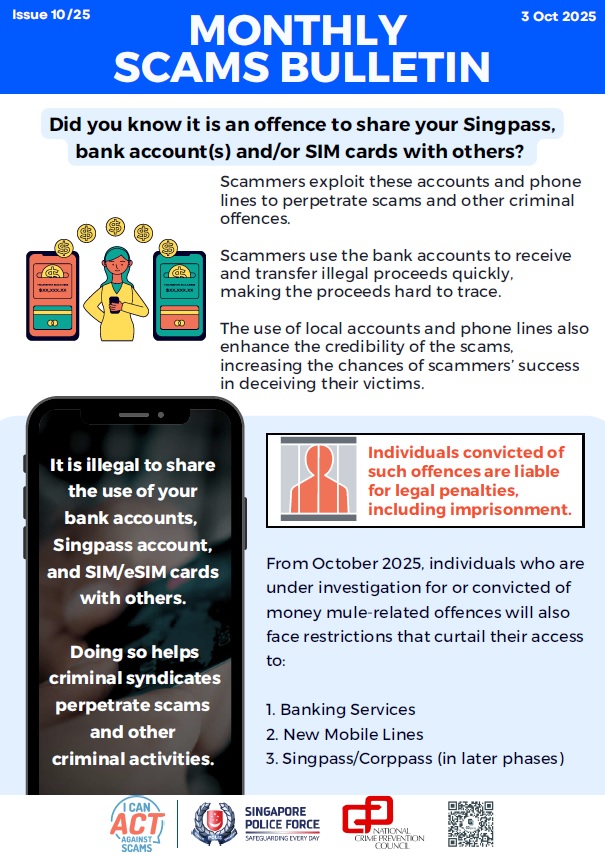 Issue 10/25
3 Oct 2025
MONTHLY
SCAMS BULLETIN
Did you know it is an offence to share your Singpass,
bank account(s) and/or SIM cards with others?
Scammers exploit these accounts and phone
lines to perpetrate scams and other criminal
offences.
Scammers use the bank accounts to receive
and transfer illegal proceeds quickly,
making the proceeds hard to trace.
The use of local accounts and phone lines also
enhance the credibility of the scams,
increasing the chances of scammers' success
in deceiving their victims.
It is illegal to share
the use of your
bank accounts,
Singpass account,
and SIM/eSIM cards
with others.
Doing so helps
criminal syndicates
perpetrate scams
and other
criminal activities.
Individuals convicted of
such offences are liable
for legal penalties,
including imprisonment.
From October 2025, individuals who are
under investigation for or convicted of
money mule-related offences will also
face restrictions that curtail their access
to:
1. Banking Services
2. New Mobile Lines
3. Singpass/Corppass (in later phases)
I CAN
ACT
AGAINST
SCAMS
SINGAPORE
POLICE FORCE
SAFEGUARDING EVERY DAY
NATIONAL
CRIME PREVENTION
COUNCIL